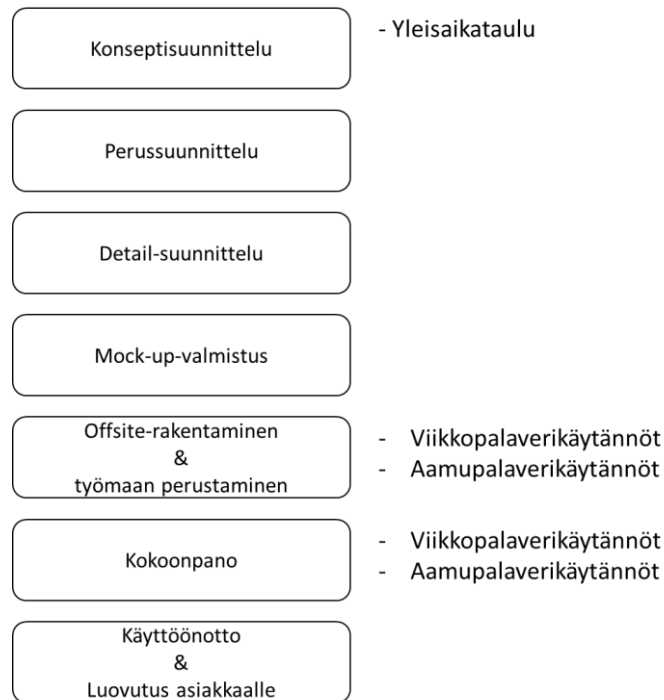 Konseptisuunnittelu
- Yleisaikataulu
Perussuunnittelu
Detail-suunnittelu
Mock-up-valmistus
Offsite-rakentaminen
&
työmaan perustaminen
- Viikkopalaverikäytännöt
- Aamupalaverikäytännöt
Kokoonpano
- Viikkopalaverikäytännöt
- Aamupalaverikäytännöt
Käyttöönotto
&
Luovutus asiakkaalle